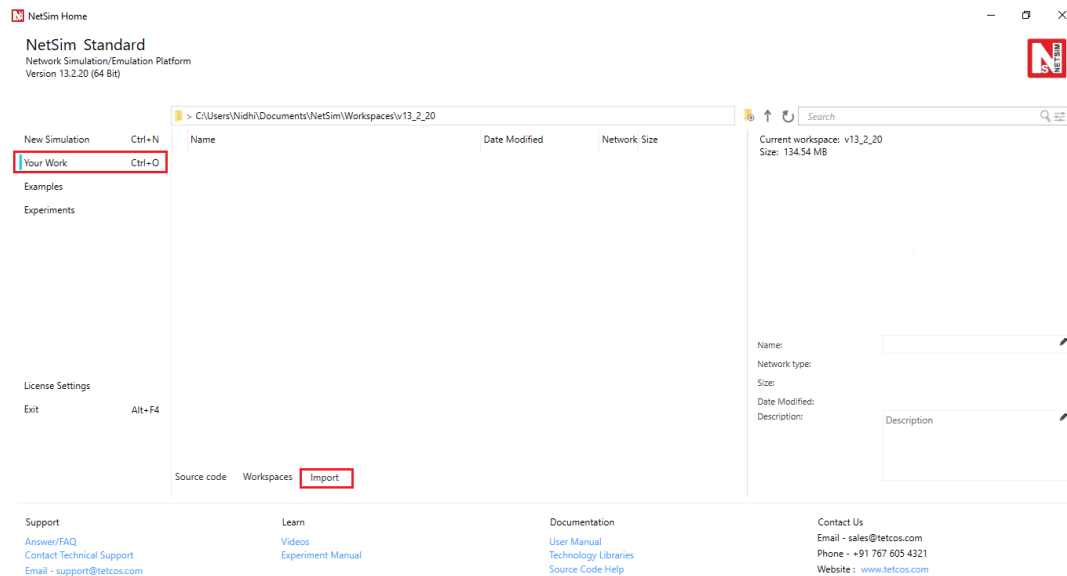 NetSim Home
NetSim Standard
Network Simulation/Emulation Platform
Version 13.2.20 (64 Bit)
NETSIM
NS
> C:\Users\Nidhi\Documents\NetSim\Workspaces\v13_2_20
Search
New Simulation Ctrl+N
Your Work Ctrl+O
Examples
Experiments
License Settings
Exit Alt+F4
Name Date Modified Network Size
Source code Workspaces Import
Current workspace: v13_2_20
Size: 134.54 MB
Name:
Network type:
Size:
Date Modified:
Description: Description
Support
Answer/FAQ
Contact Technical Support
Email - support@tetcos.com
Learn
Videos
Experiment Manual
Documentation
User Manual
Technology Libraries
Source Code Help
Contact Us
Email - sales@tetcos.com
Phone - +91 767 605 4321
Website : www.tetcos.com